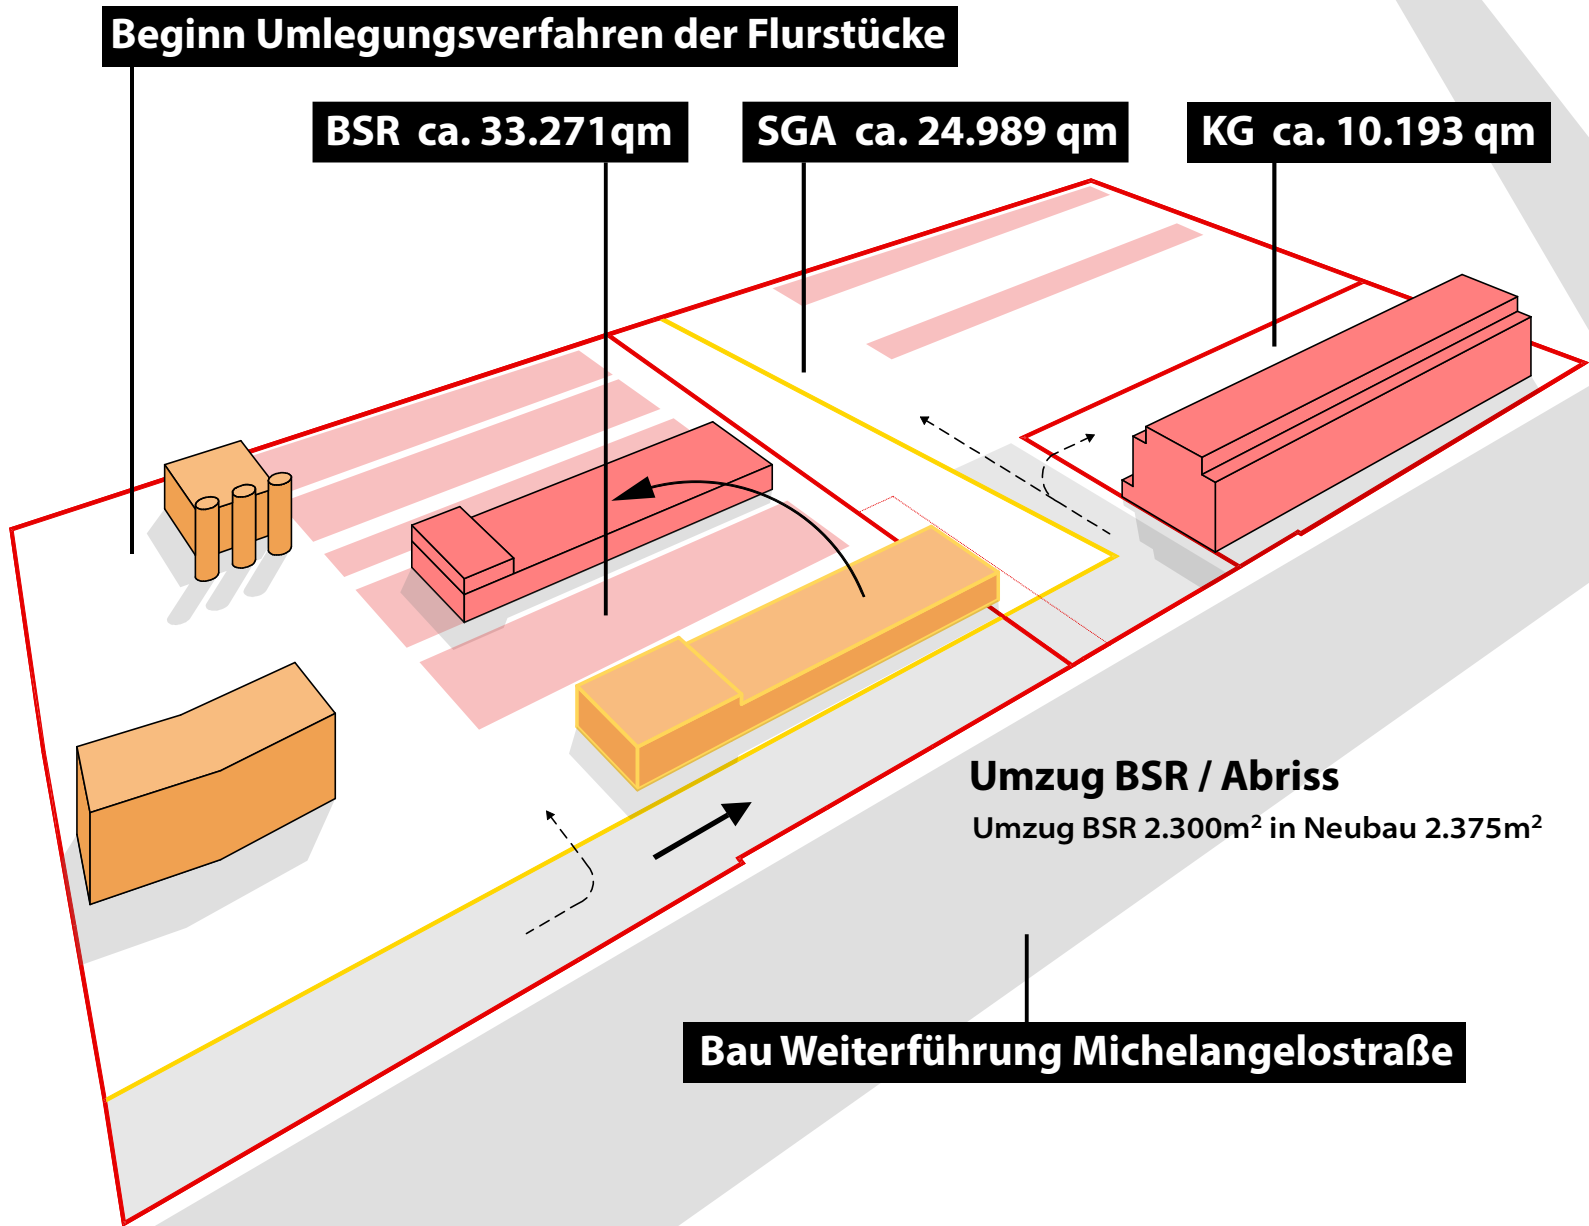 Beginn Umlegungsverfahren der Flurstücke
BSR ca. 33.271qm
SGA ca. 24.989 qm
KG ca. 10.193 qm
Umzug BSR / Abriss
Umzug BSR 2.300m² in Neubau 2.375m²
Bau Weiterführung Michelangelostraße